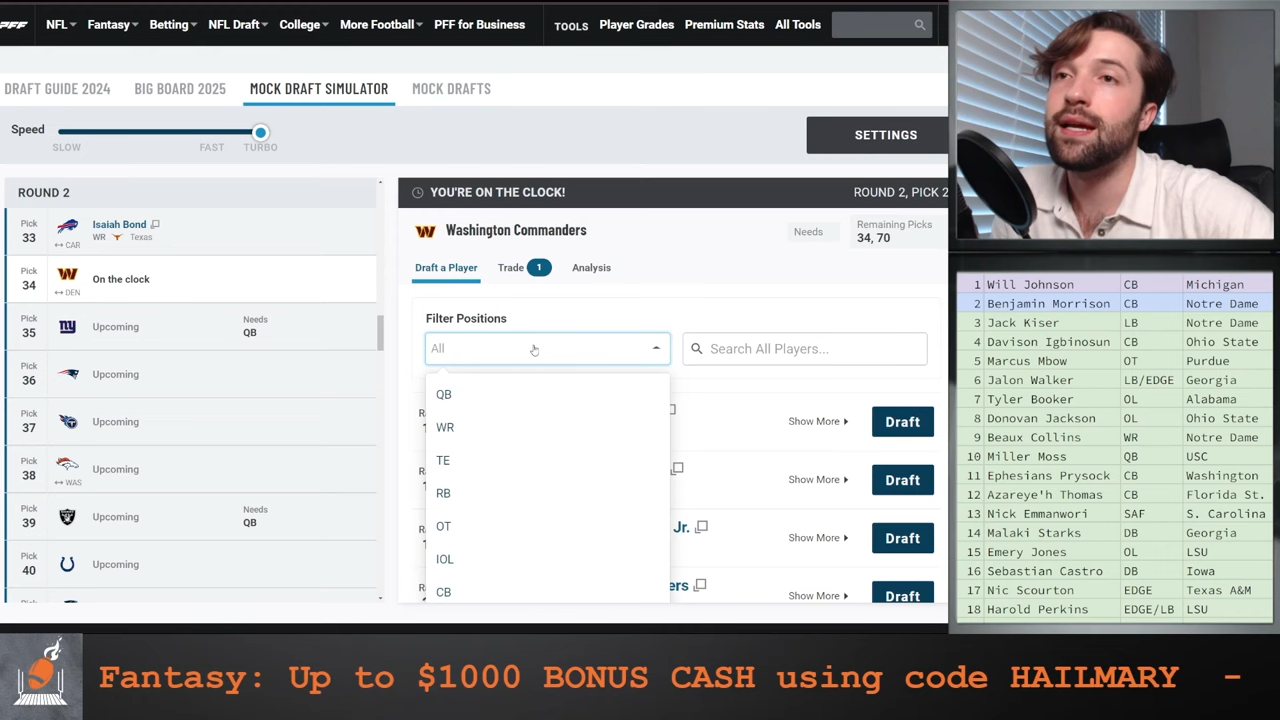 PFF NFL Fantasy Betting NFL Draft College More Football PFF for Business TOOLS Player Grades Premium Stats All Tools
DRAFT GUIDE 2024 BIG BOARD 2025 MOCK DRAFT SIMULATOR MOCK DRAFTS
Speed
SLOW FAST TURBO
SETTINGS
ROUND 2
Pick 33
Isaiah Bond
WR Texas
↔ CAR
Pick 34
On the clock
↔ DEN
Pick 35
Upcoming
Needs
QB
Pick 36
Upcoming
Pick 37
Upcoming
Pick 38
Upcoming
↔ WAS
Pick 39
Upcoming
Needs
QB
Pick 40
Upcoming
YOU'RE ON THE CLOCK! ROUND 2, PICK 2
Washington Commanders
Needs
Remaining Picks
34, 70
Draft a Player Trade 1 Analysis
Filter Positions
All
Search All Players...
QB
WR
TE
RB
OT
IOL
CB
Show More Draft
Show More Draft
Jr. Show More Draft
ers Show More Draft
1 Will Johnson CB Michigan
2 Benjamin Morrison CB Notre Dame
3 Jack Kiser LB Notre Dame
4 Davison Igbinosun CB Ohio State
5 Marcus Mbow OT Purdue
6 Jalon Walker LB/EDGE Georgia
7 Tyler Booker OL Alabama
8 Donovan Jackson OL Ohio State
9 Beaux Collins WR Notre Dame
10 Miller Moss QB USC
11 Ephesians Prysock CB Washington
12 Azareye'h Thomas CB Florida St.
13 Nick Emmanwori SAF S. Carolina
14 Malaki Starks DB Georgia
15 Emery Jones OL LSU
16 Sebastian Castro DB Iowa
17 Nic Scourton EDGE Texas A&M
18 Harold Perkins EDGE/LB LSU
Fantasy: Up to $1000 BONUS CASH using code HAILMARY -